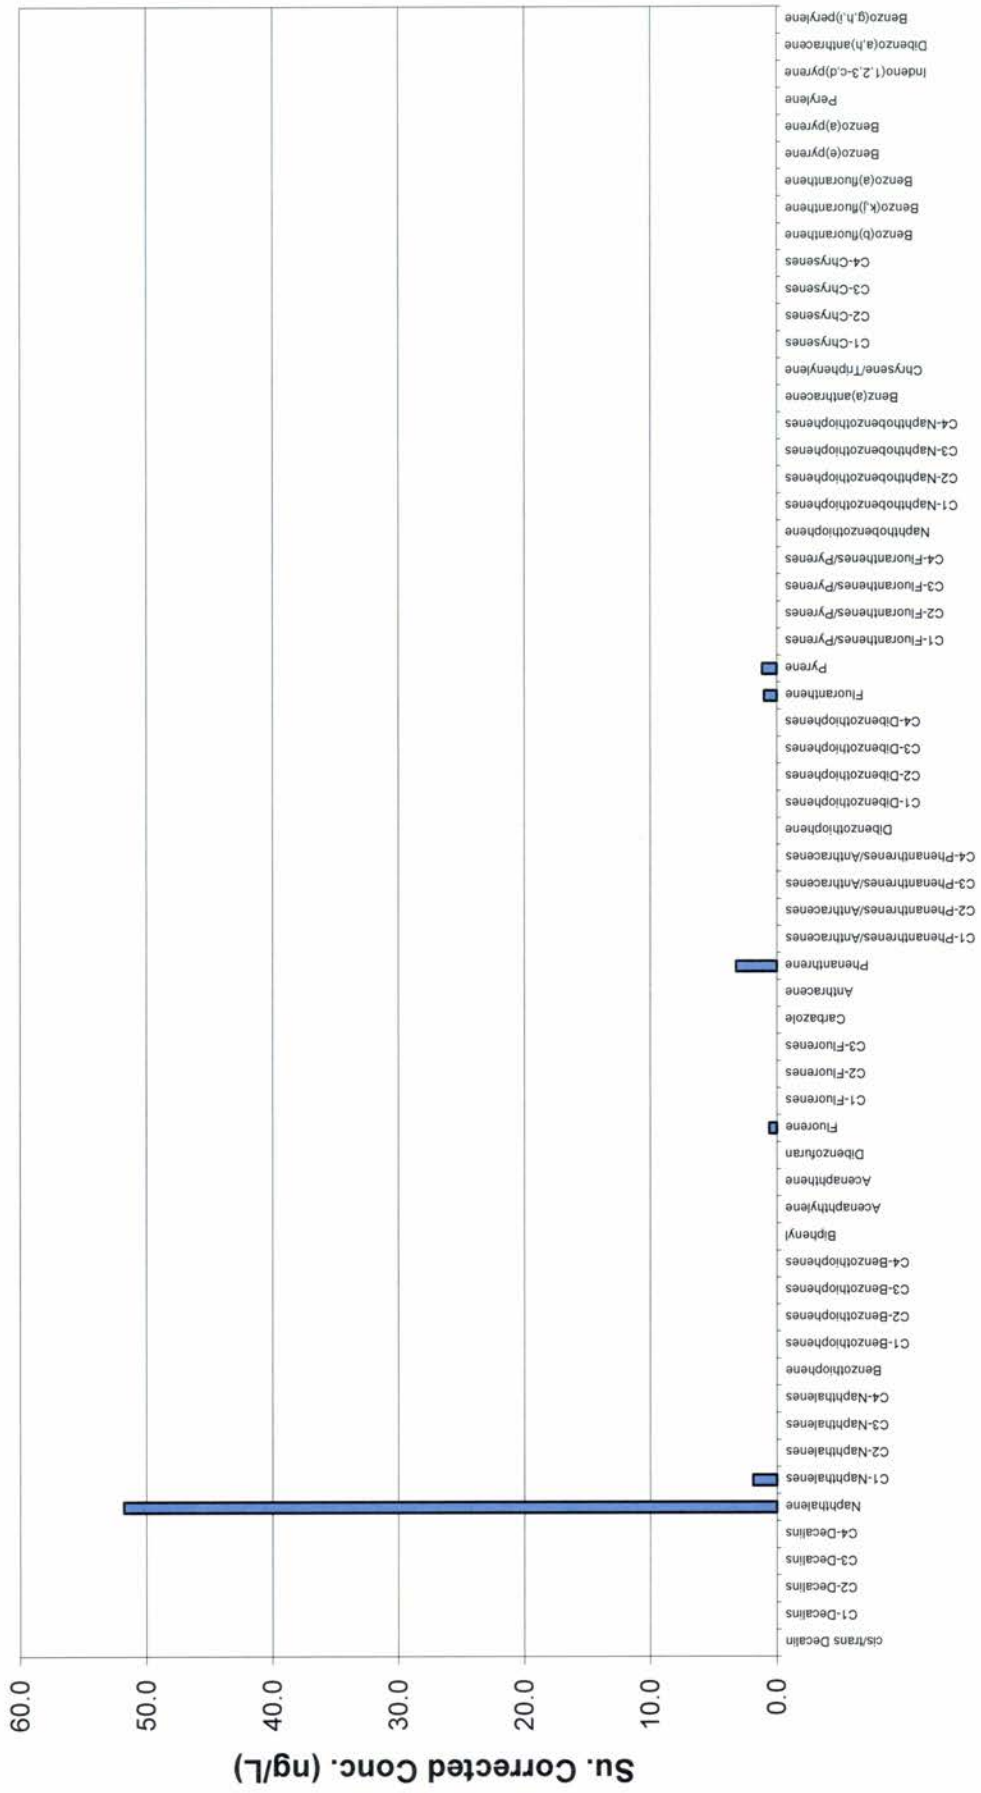 Su. Corrected Conc. (ng/L)
60.0
50.0
40.0
30.0
20.0
10.0
0.0
cis/trans Decalin
C1-Decalins
C2-Decalins
C3-Decalins
C4-Decalins
Naphthalene
C1-Naphthalenes
C2-Naphthalenes
C3-Naphthalenes
C4-Naphthalenes
Benzothiophene
C1-Benzothiophenes
C2-Benzothiophenes
C3-Benzothiophenes
C4-Benzothiophenes
Biphenyl
Acenaphthylene
Acenaphthene
Dibenzofuran
Fluorene
C1-Fluorenes
C2-Fluorenes
C3-Fluorenes
Carbazole
Anthracene
Phenanthrene
C1-Phenanthrenes/Anthracenes
C2-Phenanthrenes/Anthracenes
C3-Phenanthrenes/Anthracenes
C4-Phenanthrenes/Anthracenes
Dibenzothiophene
C1-Dibenzothiophenes
C2-Dibenzothiophenes
C3-Dibenzothiophenes
C4-Dibenzothiophenes
Fluoranthene
Pyrene
C1-Fluoranthenes/Pyrenes
C2-Fluoranthenes/Pyrenes
C3-Fluoranthenes/Pyrenes
C4-Fluoranthenes/Pyrenes
Naphthobenzothiophene
C1-Naphthobenzothiophenes
C2-Naphthobenzothiophenes
C3-Naphthobenzothiophenes
C4-Naphthobenzothiophenes
Benz(a)anthracene
Chrysene/Triphenylene
C1-Chrysenes
C2-Chrysenes
C3-Chrysenes
C4-Chrysenes
Benzo(b)fluoranthene
Benzo(k,j)fluoranthene
Benzo(a)fluoranthene
Benzo(e)pyrene
Benzo(a)pyrene
Perylene
Indeno(1,2,3-c,d)pyrene
Dibenzo(a,h)anthracene
Benzo(g,h,i)perylene